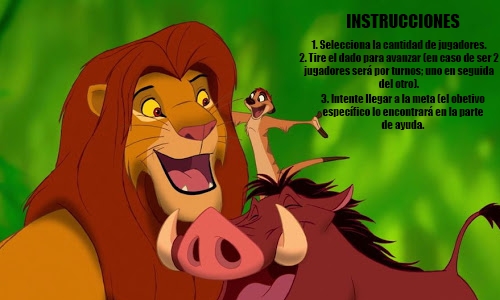 INSTRUCCIONES
1. Selecciona la cantidad de jugadores.
2. Tire el dado para avanzar (en caso de ser 2
jugadores será por turnos; uno en seguida
del otro).
3. Intente llegar a la meta (el obetivo
específico lo encontrará en la parte
de ayuda.